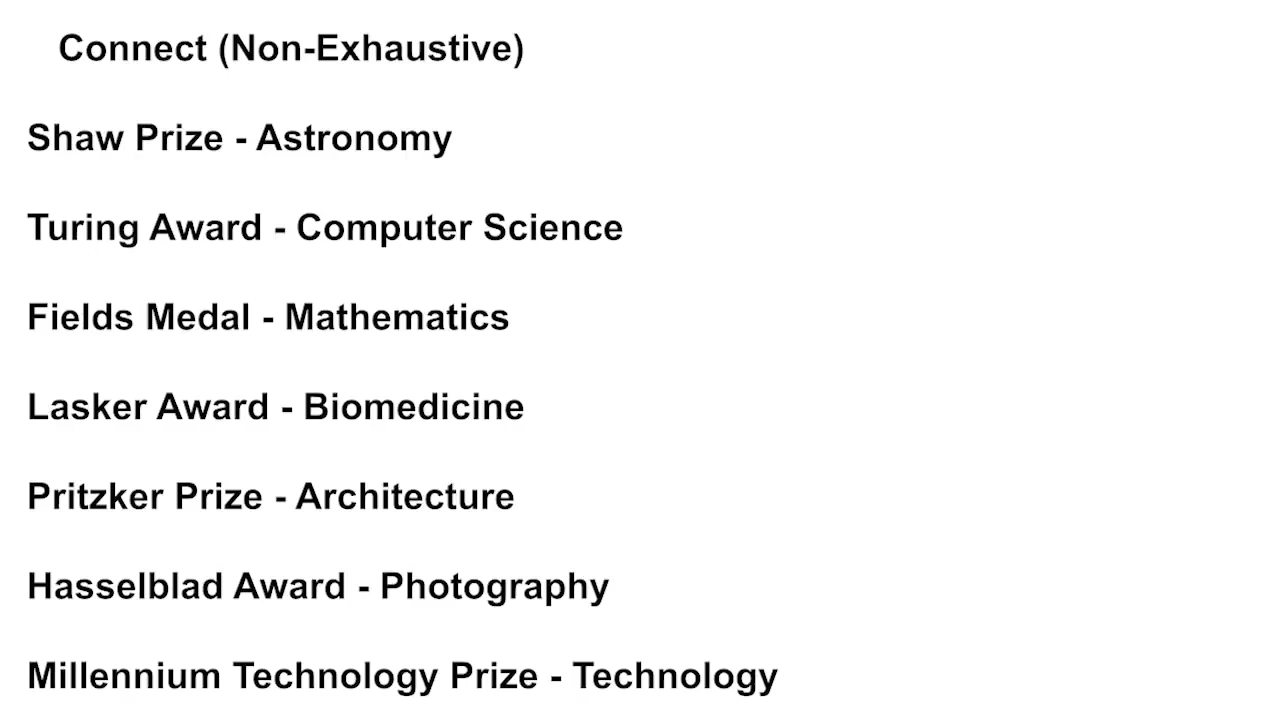 Connect (Non-Exhaustive)
Shaw Prize - Astronomy
Turing Award - Computer Science
Fields Medal - Mathematics
Lasker Award - Biomedicine
Pritzker Prize - Architecture
Hasselblad Award - Photography
Millennium Technology Prize - Technology